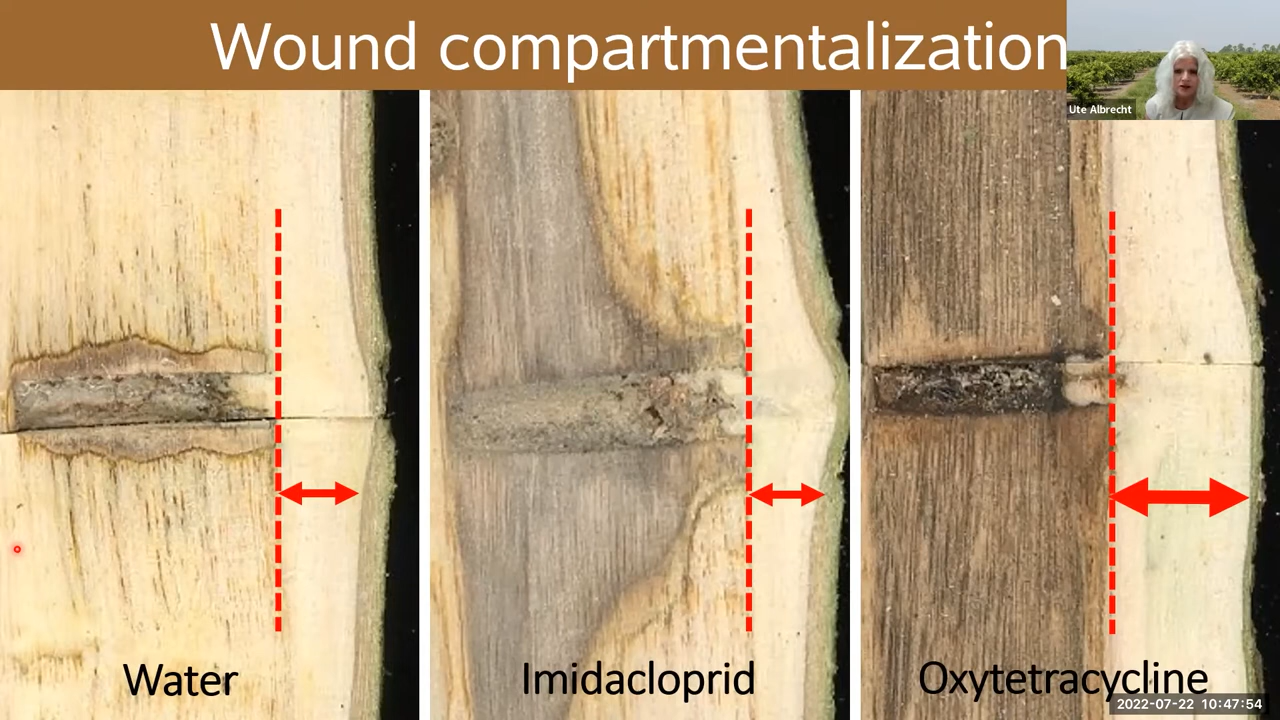 Wound compartmentalization
Ute Albrecht
Water
Imidacloprid
Oxytetracycline
2022-07-22 10:47:54